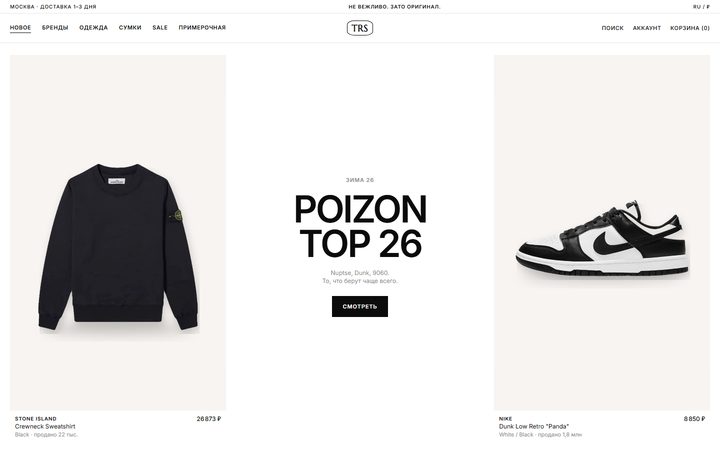 МОСКВА · ДОСТАВКА 1–3 ДНЯ
НЕ ВЕЖЛИВО. ЗАТО ОРИГИНАЛ.
RU / ₽
НОВОЕ БРЕНДЫ ОДЕЖДА СУМКИ SALE ПРИМЕРОЧНАЯ
TRS
ПОИСК АККАУНТ КОРЗИНА (0)
ЗИМА 26
POIZON
TOP 26
Nuptse, Dunk, 9060.
То, что берут чаще всего.
СМОТРЕТЬ
STONE ISLAND
26 873 ₽
Crewneck Sweatshirt
Black · продано 22 тыс.
NIKE
8 850 ₽
Dunk Low Retro "Panda"
White / Black · продано 1,8 млн